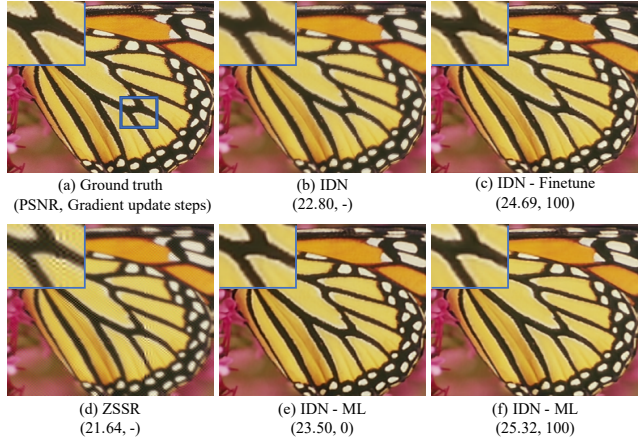 (a) Ground truth
(PSNR, Gradient update steps)
(b) IDN
(22.80, -)
(c) IDN - Finetune
(24.69, 100)
(d) ZSSR
(21.64, -)
(e) IDN - ML
(23.50, 0)
(f) IDN - ML
(25.32, 100)